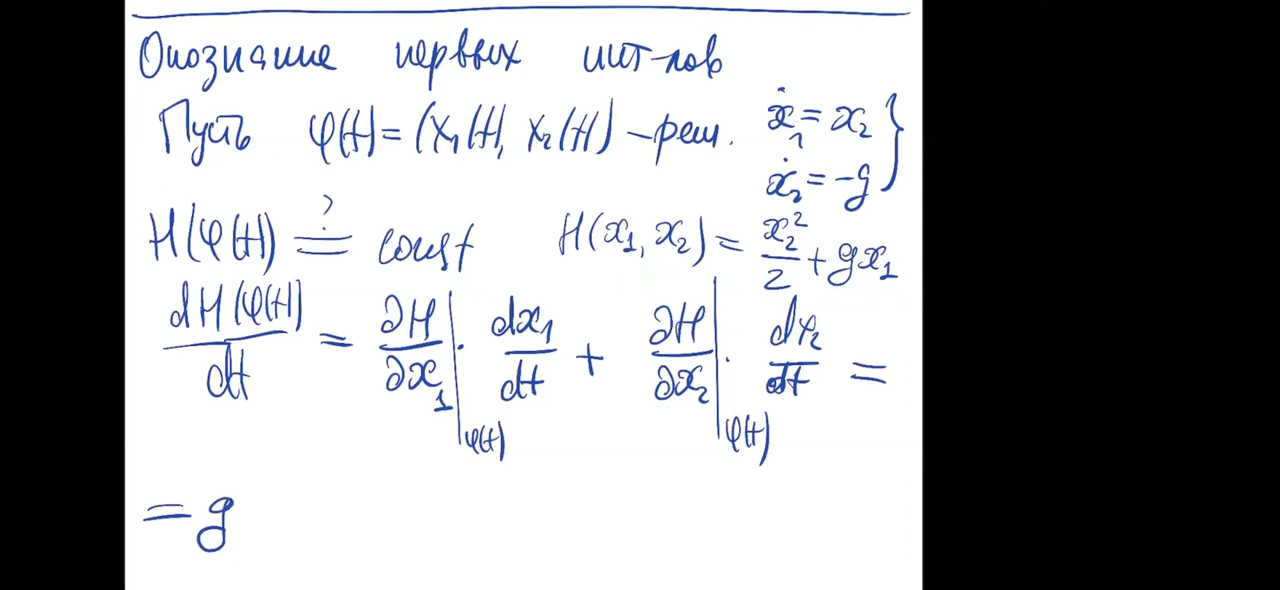 Опознание первых инт-лов
Пусть φ(t) = (x₁(t), x₂(t)) – реш. ẋ₁ = x₂ }
ẋ₂ = -g
H(φ(t)) ≟ const H(x₁, x₂) = x₂²/2 + gx₁
dH(φ(t))/dt = ∂H/∂x₁|φ(t) · dx₁/dt + ∂H/∂x₂|φ(t) · dx₂/dt =
= g